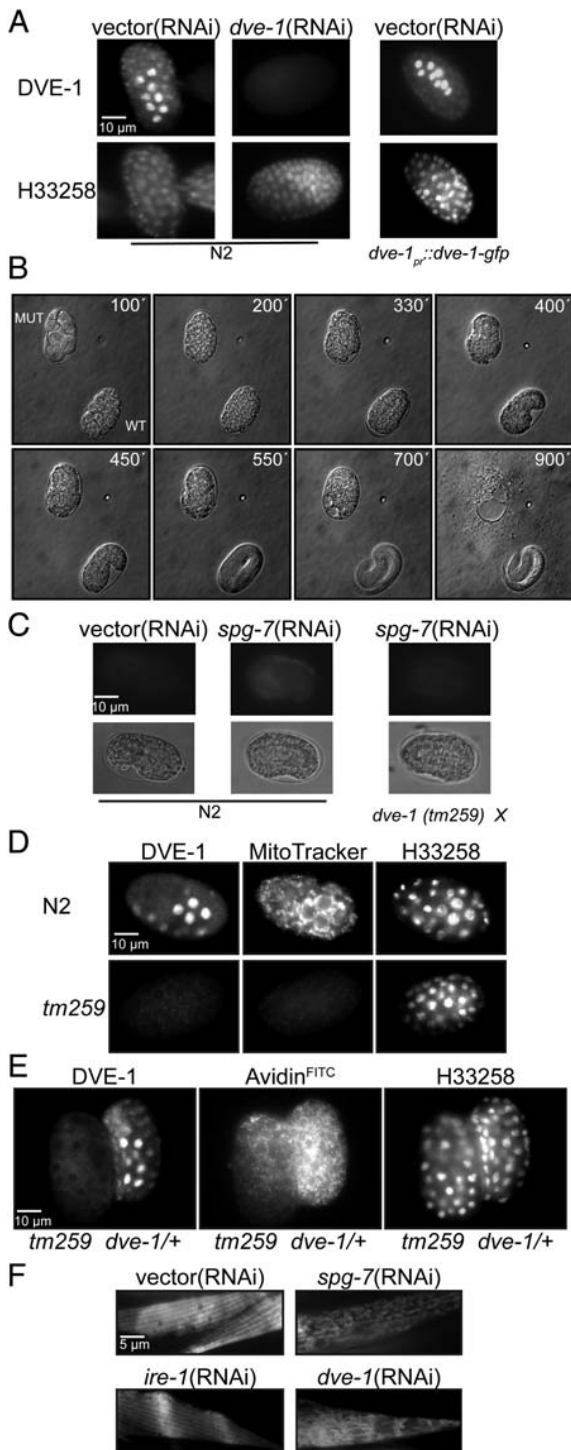 A
vector(RNAi) dve-1(RNAi) vector(RNAi)
DVE-1
10 µm
H33258
N2
dve-1pr::dve-1-gfp
B
MUT 100´ 200´ 330´ 400´
WT
450´ 550´ 700´ 900´
C
vector(RNAi) spg-7(RNAi) spg-7(RNAi)
10 µm
N2
dve-1 (tm259) X
D
DVE-1 MitoTracker H33258
N2
10 µm
tm259
E
DVE-1 AvidinFITC H33258
10 µm
tm259 dve-1/+ tm259 dve-1/+ tm259 dve-1/+
F
vector(RNAi) spg-7(RNAi)
5 µm
ire-1(RNAi) dve-1(RNAi)